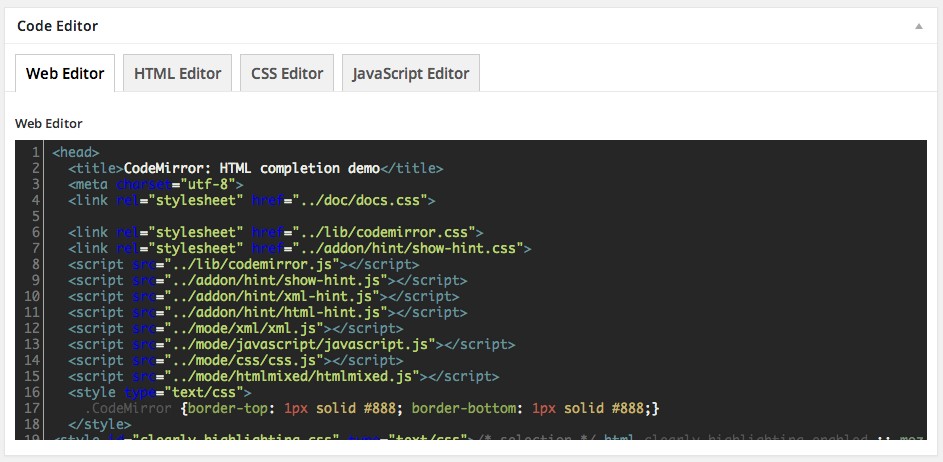 Code Editor
Web Editor HTML Editor CSS Editor JavaScript Editor
Web Editor
1 <head>
2 <title>CodeMirror: HTML completion demo</title>
3 <meta charset="utf-8">
4 <link rel="stylesheet" href="../doc/docs.css">
5
6 <link rel="stylesheet" href="../lib/codemirror.css">
7 <link rel="stylesheet" href="../addon/hint/show-hint.css">
8 <script src="../lib/codemirror.js"></script>
9 <script src="../addon/hint/show-hint.js"></script>
10 <script src="../addon/hint/xml-hint.js"></script>
11 <script src="../addon/hint/html-hint.js"></script>
12 <script src="../mode/xml/xml.js"></script>
13 <script src="../mode/javascript/javascript.js"></script>
14 <script src="../mode/css/css.js"></script>
15 <script src="../mode/htmlmixed/htmlmixed.js"></script>
16 <style type="text/css">
17 .CodeMirror {border-top: 1px solid #888; border-bottom: 1px solid #888;}
18 </style>
19 <style id="clearly_highlighting_css" type="text/css">/* selection */ html.clearly_highlighting_enabled ::-moz